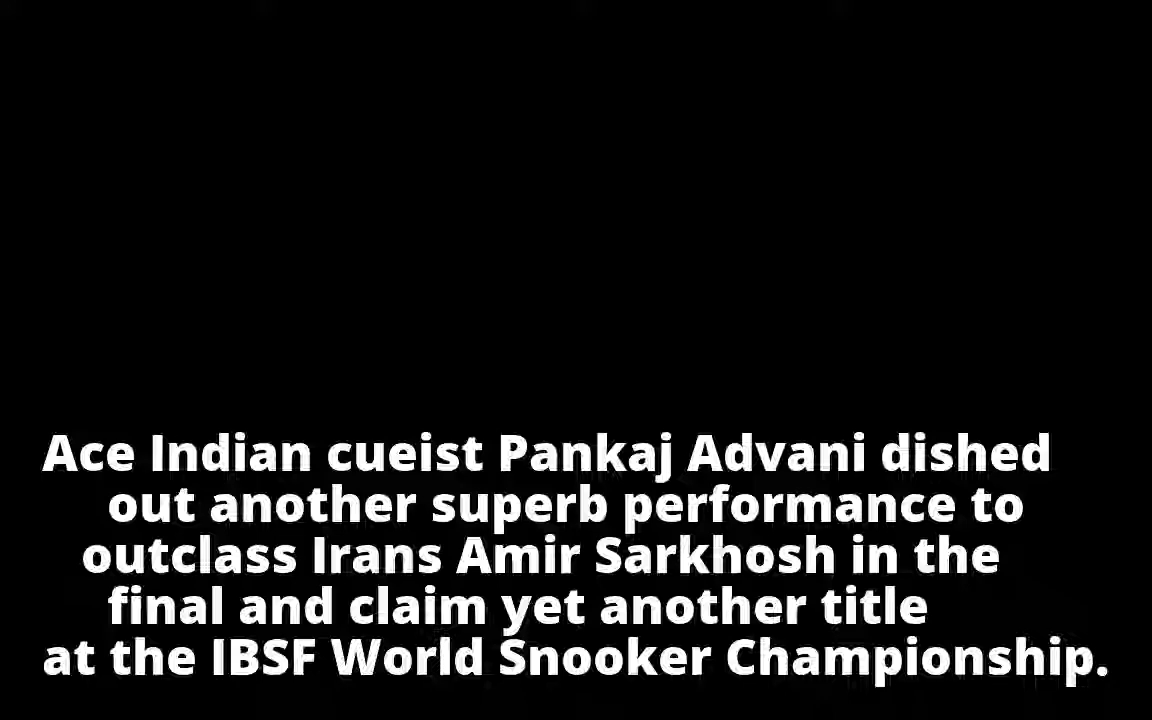 Ace Indian cueist Pankaj Advani dished
out another superb performance to
outclass Irans Amir Sarkhosh in the
final and claim yet another title
at the IBSF World Snooker Championship.